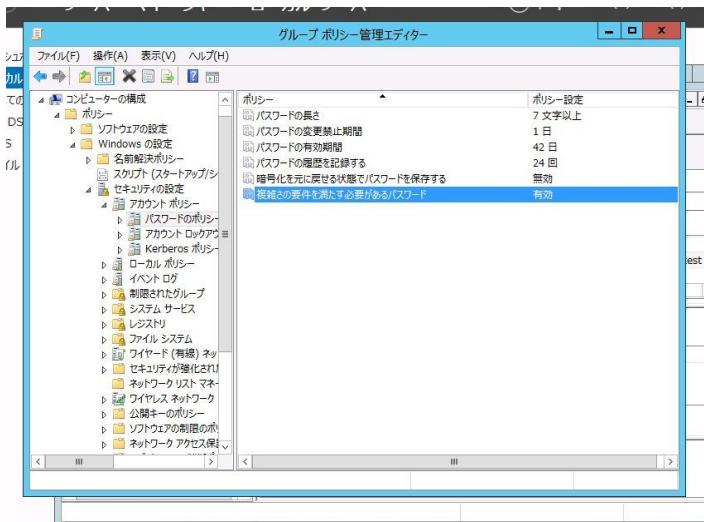 グループ ポリシー管理エディター
ファイル(F) 操作(A) 表示(V) ヘルプ(H)
コンピューターの構成
ポリシー
ソフトウェアの設定
Windows の設定
名前解決ポリシー
スクリプト (スタートアップ/シ
セキュリティの設定
アカウント ポリシー
パスワードのポリシー
アカウント ロックアウ
Kerberos ポリシー
ローカル ポリシー
イベント ログ
制限されたグループ
システム サービス
レジストリ
ファイル システム
ワイヤード (有線) ネッ
セキュリティが強化され
ネットワーク リスト マネー
ワイヤレス ネットワーク
公開キーのポリシー
ソフトウェアの制限のポリ
ネットワーク アクセス保
ポリシー ポリシー設定
パスワードの長さ 7 文字以上
パスワードの変更禁止期間 1 日
パスワードの有効期間 42 日
パスワードの履歴を記録する 24 回
暗号化を元に戻せる状態でパスワードを保存する 無効
複雑さの要件を満たす必要があるパスワード 有効
カル
ての
DS
S
イル
test